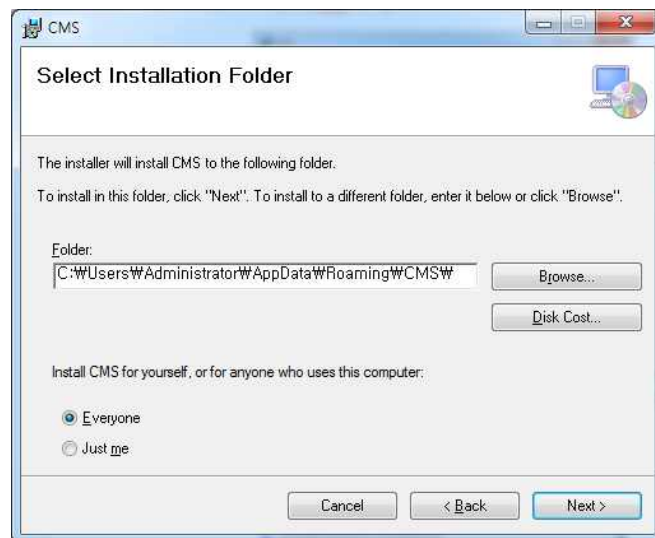 CMS
Select Installation Folder
The installer will install CMS to the following folder.
To install in this folder, click "Next". To install to a different folder, enter it below or click "Browse".
Folder:
C:₩Users₩Administrator₩AppData₩Roaming₩CMS₩
Browse...
Disk Cost...
Install CMS for yourself, or for anyone who uses this computer:
Everyone
Just me
Cancel
< Back
Next >